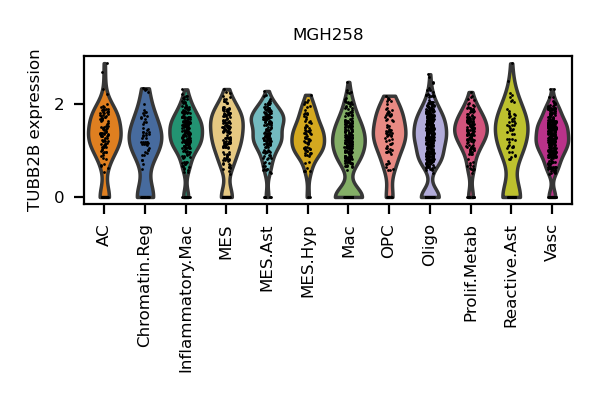 MGH258
TUBB2B expression
2
0
AC
Chromatin.Reg
Inflammatory.Mac
MES
MES.Ast
MES.Hyp
Mac
OPC
Oligo
Prolif.Metab
Reactive.Ast
Vasc